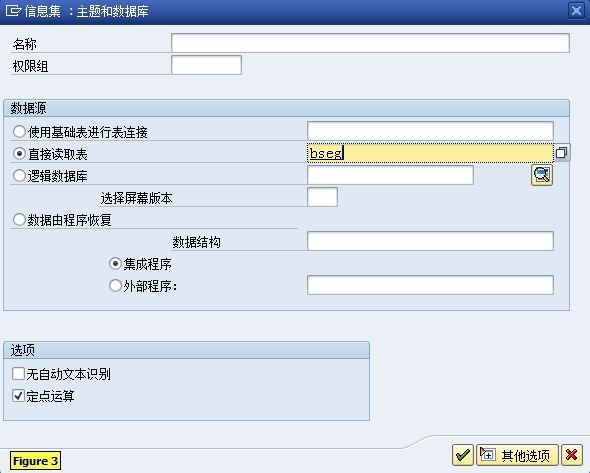 信息集 ：主题和数据库
名称
权限组
数据源
使用基础表进行表连接
直接读取表 bseg
逻辑数据库
选择屏幕版本
数据由程序恢复
数据结构
集成程序
外部程序：
选项
无自动文本识别
定点运算
Figure 3
其他选项